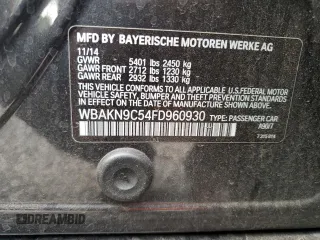 MFD BY BAYERISCHE MOTOREN WERKE AG
11/14
GVWR 5401 lbs 2450 kg
GAWR FRONT 2712 lbs 1230 kg
GAWR REAR 2932 lbs 1330 kg
THIS VEHICLE CONFORMS TO ALL APPLICABLE U.S. FEDERAL MOTOR
VEHICLE SAFETY, BUMPER, AND THEFT PREVENTION STANDARDS
IN EFFECT ON THE DATE OF MANUFACTURE SHOWN ABOVE.
WBAKN9C54FD960930 TYPE: PASSENGER CAR
DREAMBID